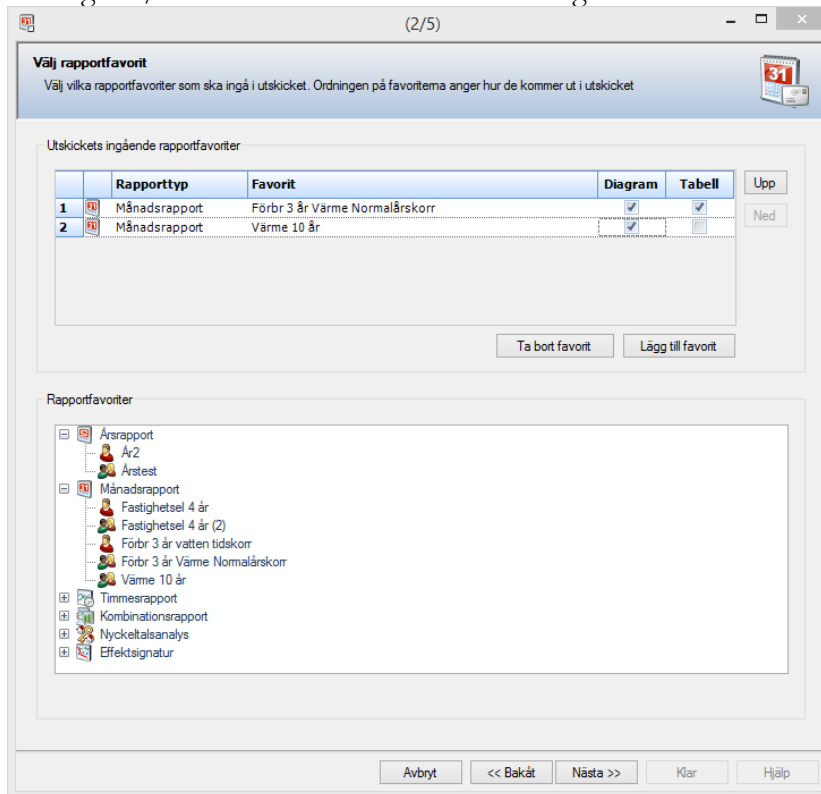 (2/5)
Välj rapportfavorit
Välj vilka rapportfavoriter som ska ingå i utskicket. Ordningen på favoriterna anger hur de kommer ut i utskicket
31
Utskickets ingående rapportfavoriter
Rapporttyp Favorit Diagram Tabell
Upp
1 Månadsrapport Förbr 3 år Värme Normalårskorr
Ned
2 Månadsrapport Värme 10 år
Ta bort favorit Lägg till favorit
Rapportfavoriter
Årsrapport
År2
Årstest
Månadsrapport
Fastighetsel 4 år
Fastighetsel 4 år (2)
Förbr 3 år vatten tidskorr
Förbr 3 år Värme Normalårskorr
Värme 10 år
Timmesrapport
Kombinationsrapport
Nyckeltalsanalys
Effektsignatur
Avbryt << Bakåt Nästa >> Klar Hjälp